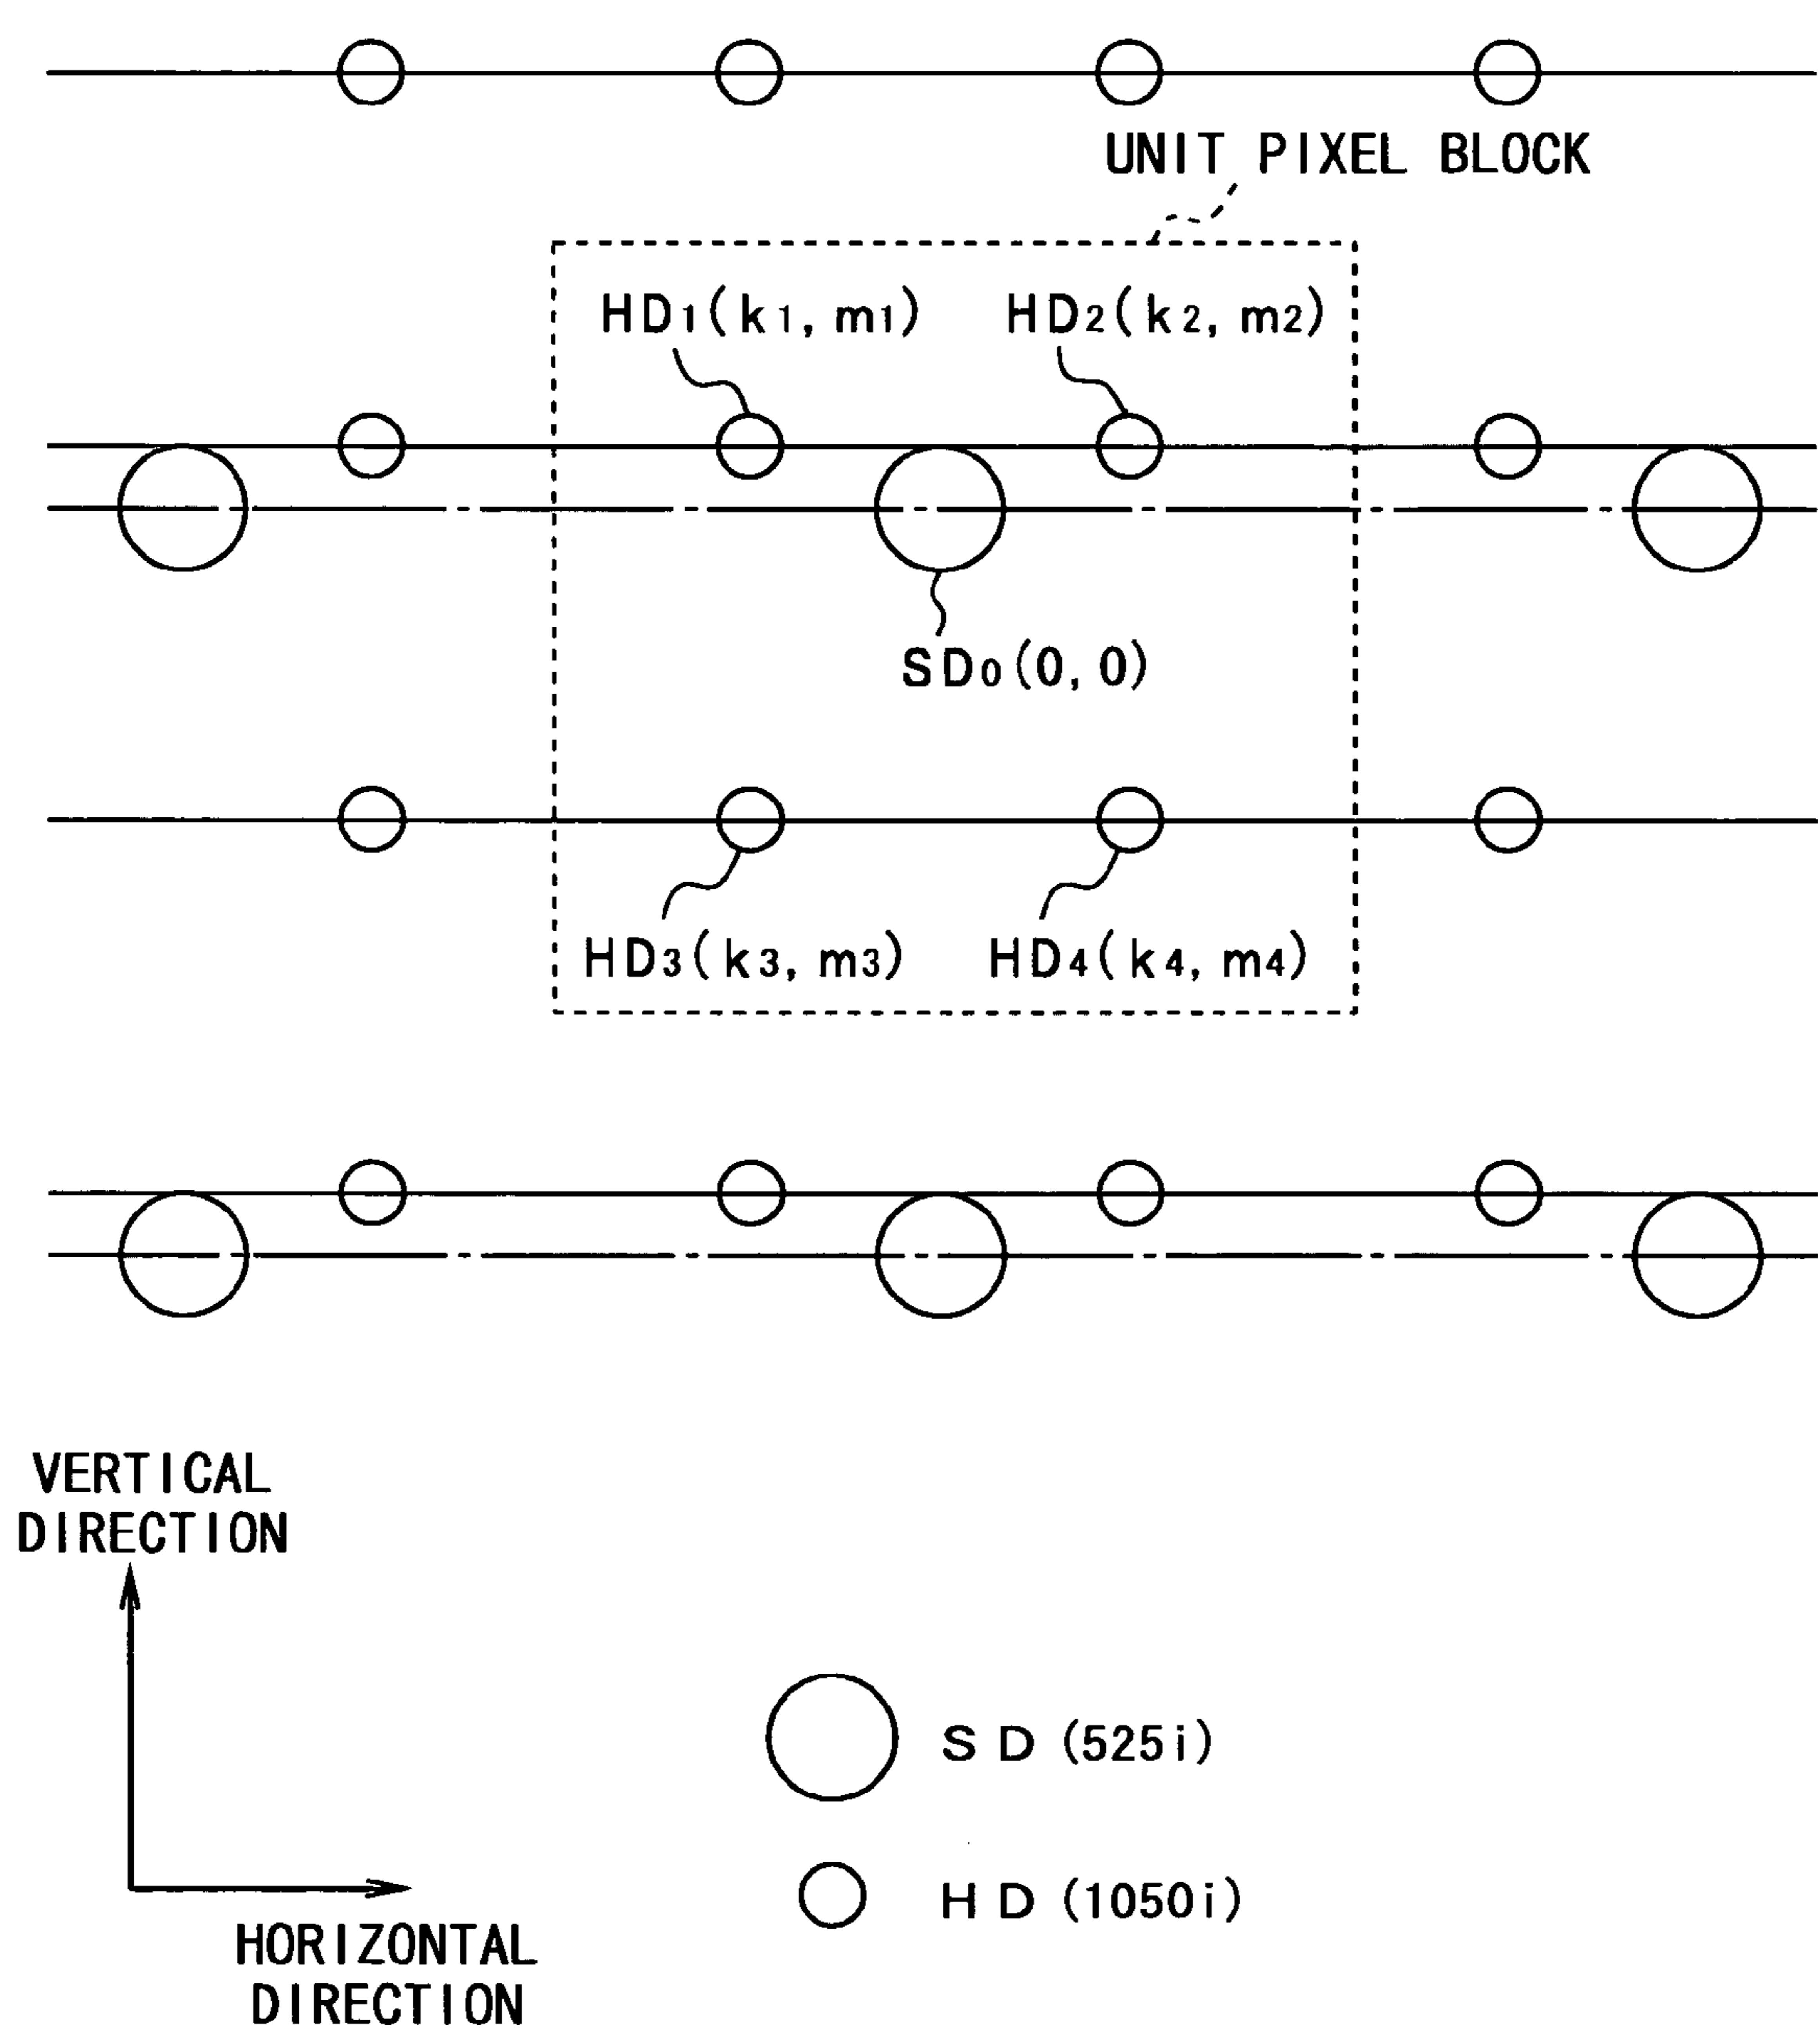 UNIT PIXEL BLOCK
HD1(k1, m1) HD2(k2, m2)
SD0(0, 0)
HD3(k3, m3) HD4(k4, m4)
VERTICAL
DIRECTION
HORIZONTAL
DIRECTION
SD (525i)
HD (1050i)